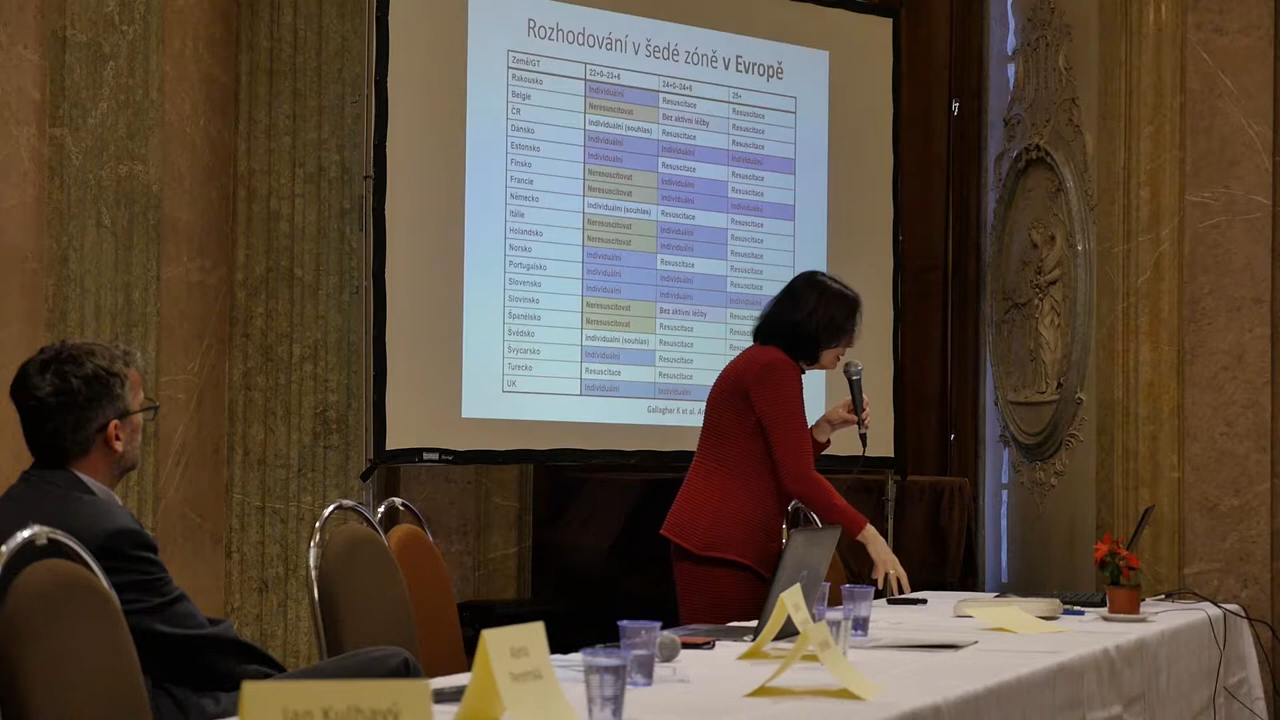 Rozhodování v šedé zóně v Evropě
Země/GT 22+0–23+6 24+0–24+6 25+
Rakousko Individuální Resuscitace Resuscitace
Belgie Neresuscitovat Bez aktivní léčby Resuscitace
ČR Individuální (souhlas) Resuscitace Resuscitace
Dánsko Individuální Individuální Individuální
Estonsko Individuální Resuscitace Resuscitace
Finsko Neresuscitovat Individuální Resuscitace
Francie Neresuscitovat Individuální Individuální
Německo Individuální (souhlas) Resuscitace Resuscitace
Itálie Neresuscitovat Individuální Resuscitace
Holandsko Neresuscitovat Individuální Resuscitace
Norsko Individuální Resuscitace Resuscitace
Portugalsko Individuální Individuální Resuscitace
Slovensko Individuální Individuální Individuální
Slovinsko Neresuscitovat Bez aktivní léčby
Španělsko Neresuscitovat Resuscitace
Švédsko Individuální (souhlas) Resuscitace
Švýcarsko Individuální Resuscitace
Turecko Resuscitace Resuscitace
UK Individuální Individuální
Gallagher K et al.
Alena
Jan Kulhavý